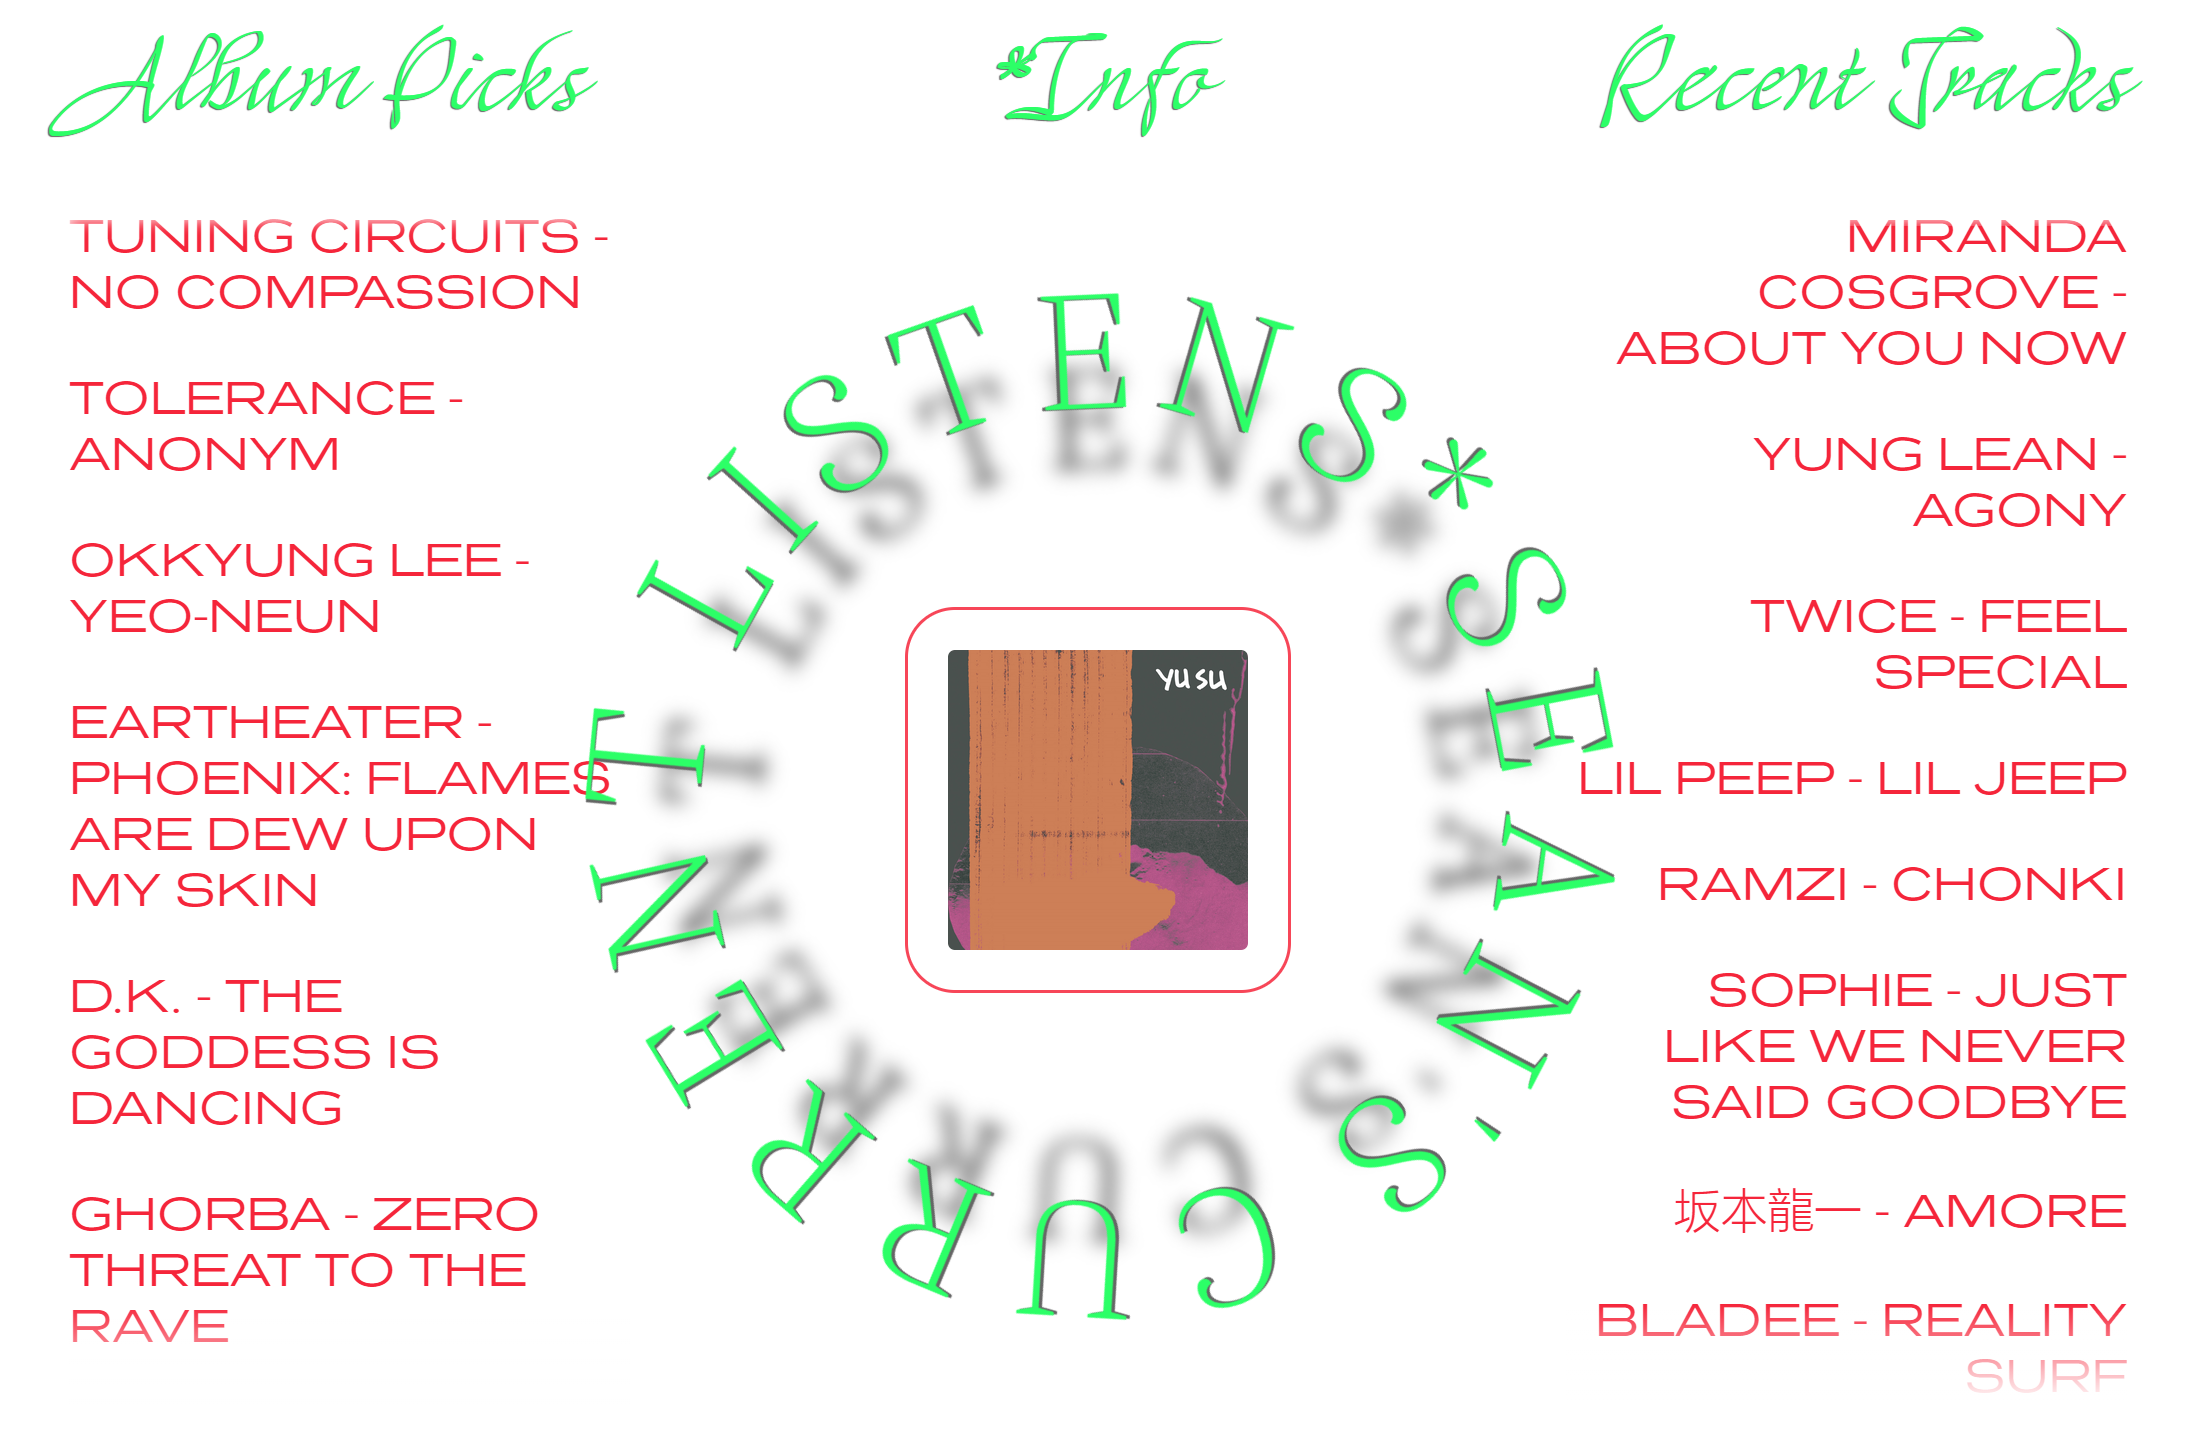 Album Picks
*Info
Recent Tracks
TUNING CIRCUITS -
NO COMPASSION
TOLERANCE -
ANONYM
OKKYUNG LEE -
YEO-NEUN
EARTHEATER -
PHOENIX: FLAMES
ARE DEW UPON
MY SKIN
D.K. - THE
GODDESS IS
DANCING
GHORBA - ZERO
THREAT TO THE
RAVE
SEAN'S CURRENT LISTENS*
yu su
MIRANDA
COSGROVE -
ABOUT YOU NOW
YUNG LEAN -
AGONY
TWICE - FEEL
SPECIAL
LIL PEEP - LIL JEEP
RAMZI - CHONKI
SOPHIE - JUST
LIKE WE NEVER
SAID GOODBYE
坂本龍一 - AMORE
BLADEE - REALITY
SURF